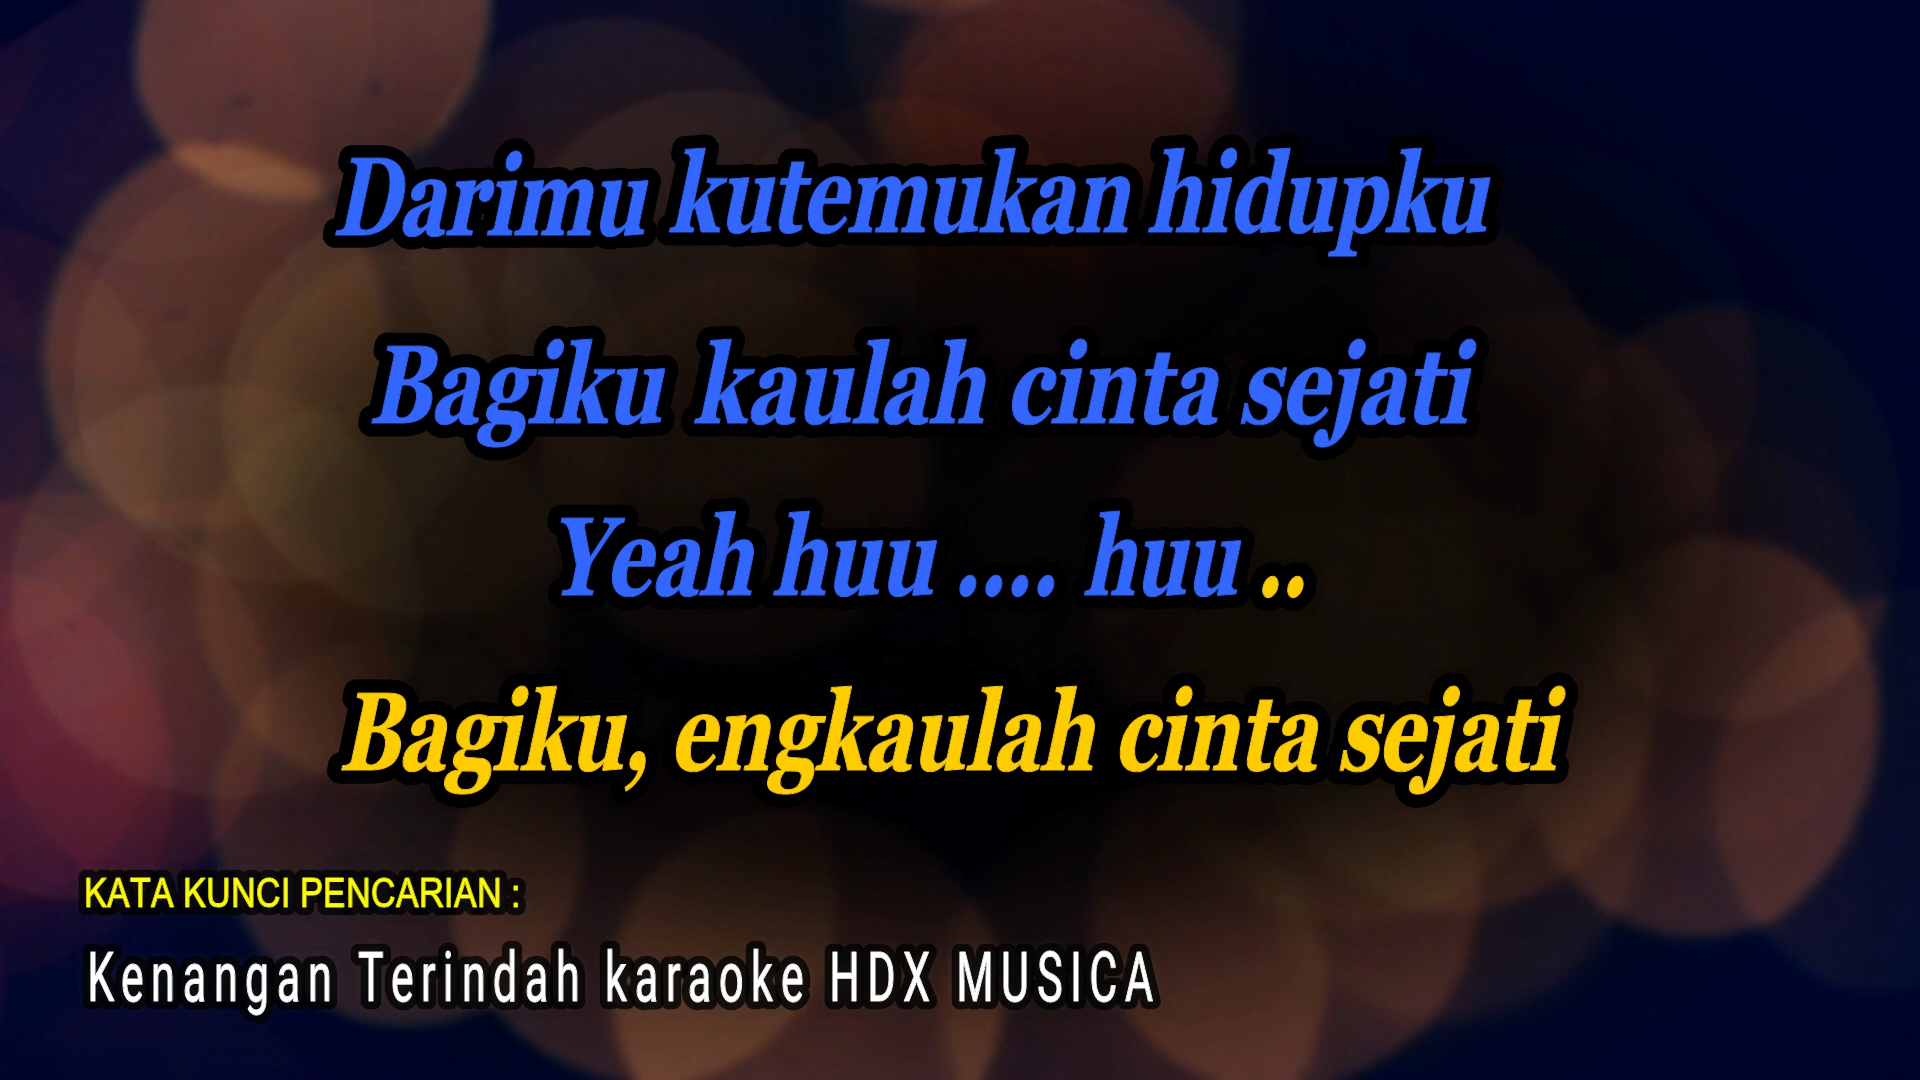 Darimu kutemukan hidupku
Bagiku kaulah cinta sejati
Yeah huu .... huu ..
Bagiku, engkaulah cinta sejati
KATA KUNCI PENCARIAN :
Kenangan Terindah karaoke HDX MUSICA